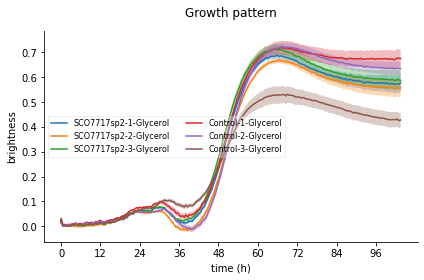 Growth pattern
brightness
0.7
0.6
0.5
0.4
0.3
0.2
0.1
0.0
SCO7717sp2-1-Glycerol
SCO7717sp2-2-Glycerol
SCO7717sp2-3-Glycerol
Control-1-Glycerol
Control-2-Glycerol
Control-3-Glycerol
0 12 24 36 48 60 72 84 96
time (h)